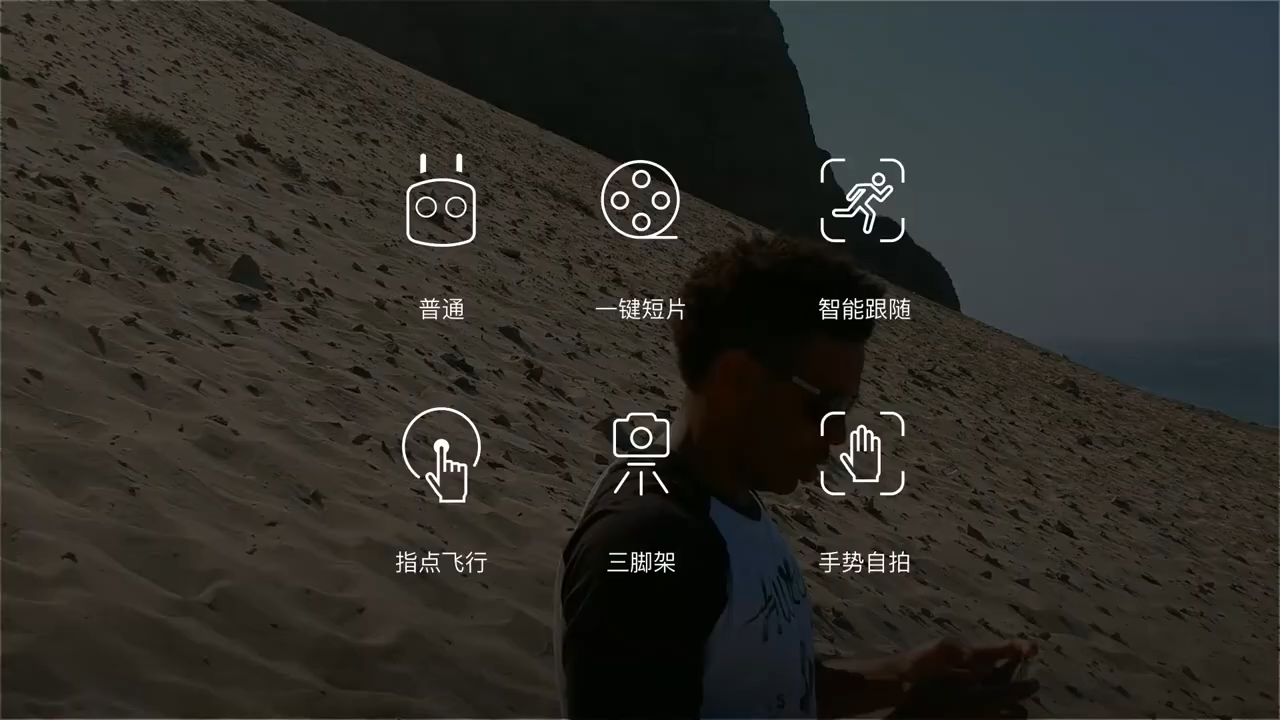 普通
一键短片
智能跟随
指点飞行
三脚架
手势自拍